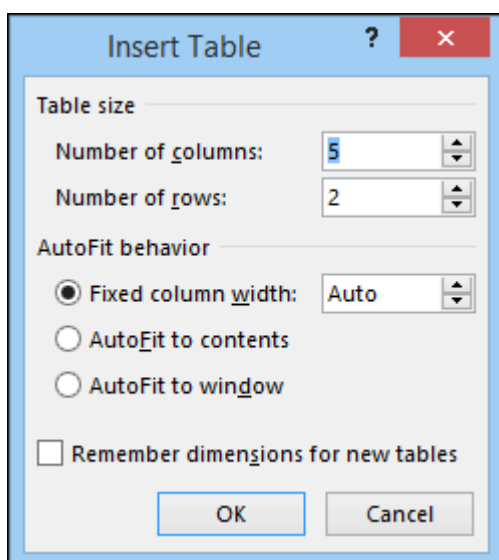 Insert Table ? ×
Table size
Number of columns: 5
Number of rows: 2
AutoFit behavior
Fixed column width: Auto
AutoFit to contents
AutoFit to window
Remember dimensions for new tables
OK Cancel